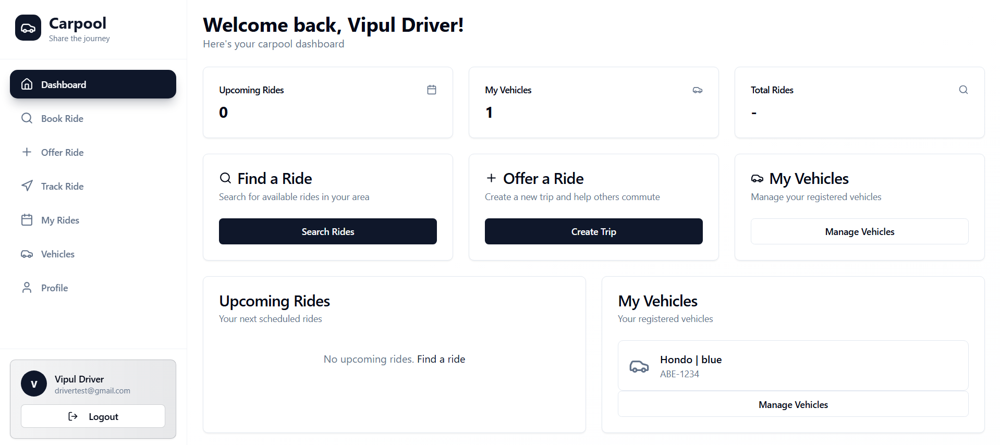 Carpool
Share the journey
Dashboard
Book Ride
Offer Ride
Track Ride
My Rides
Vehicles
Profile
V
Vipul Driver
drivertest@gmail.com
Logout
Welcome back, Vipul Driver!
Here's your carpool dashboard
Upcoming Rides
0
My Vehicles
1
Total Rides
-
Find a Ride
Search for available rides in your area
Search Rides
Offer a Ride
Create a new trip and help others commute
Create Trip
My Vehicles
Manage your registered vehicles
Manage Vehicles
Upcoming Rides
Your next scheduled rides
No upcoming rides. Find a ride
My Vehicles
Your registered vehicles
Hondo | blue
ABE-1234
Manage Vehicles